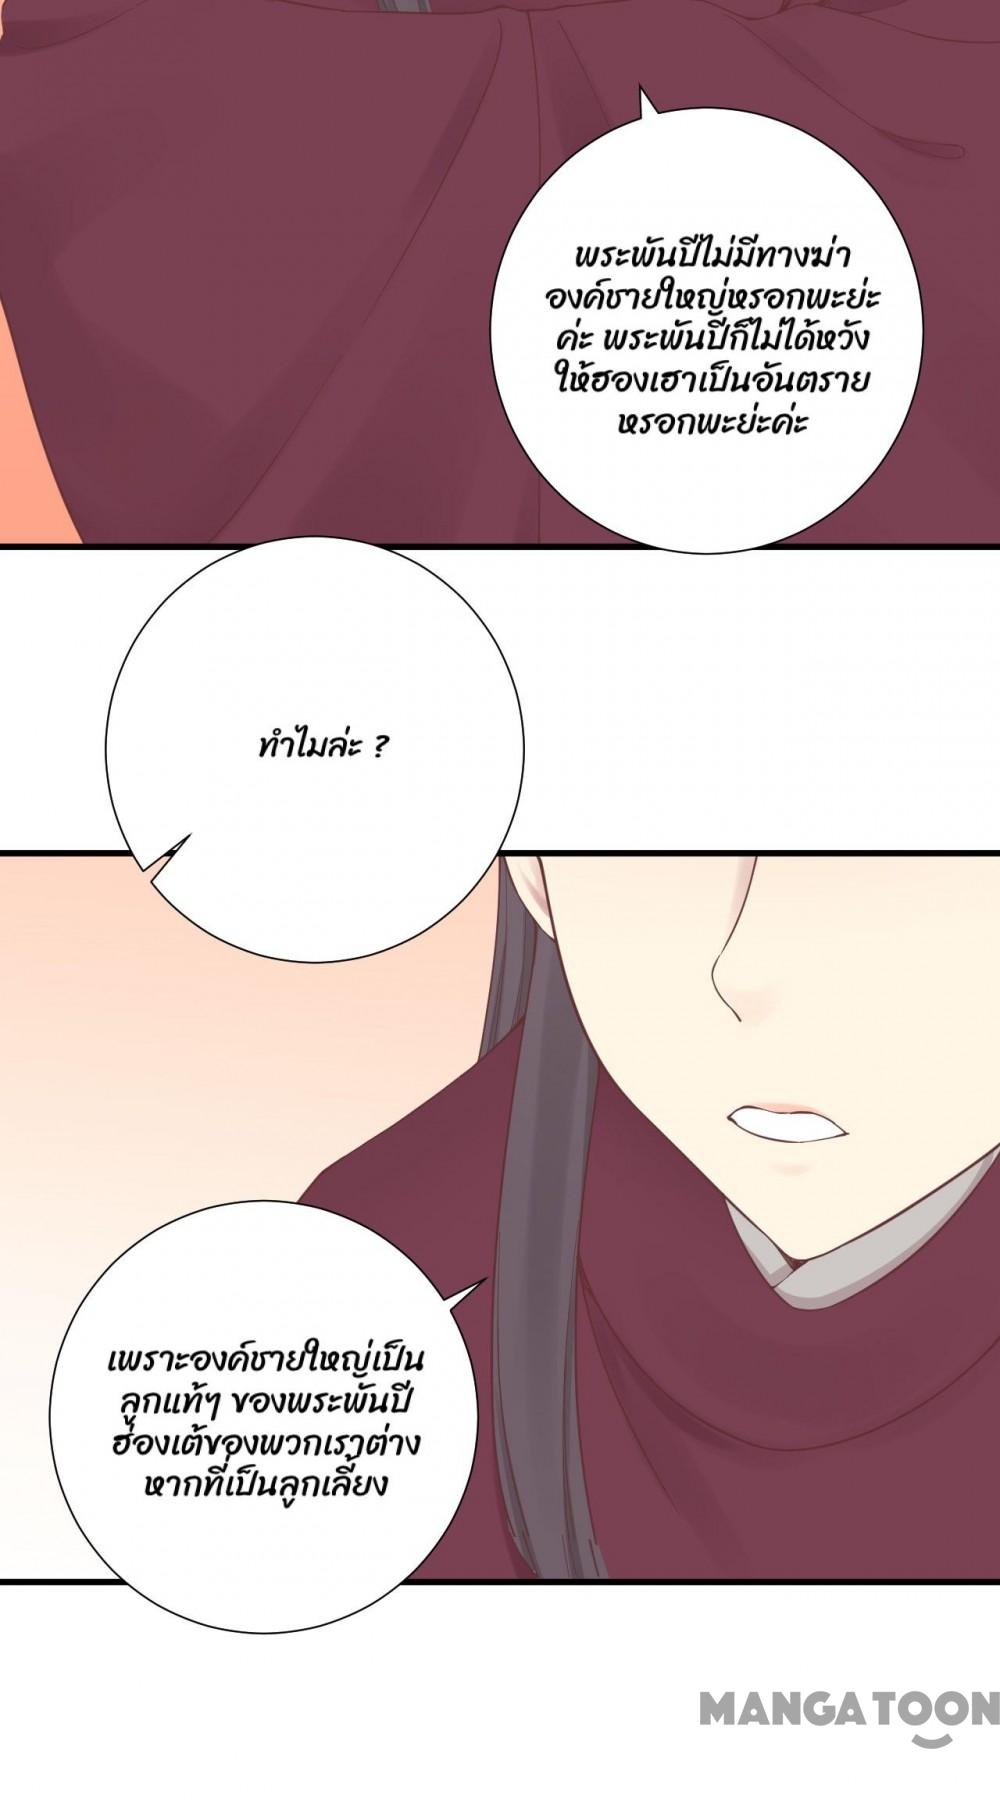 พระพันปีไม่มีทางฆ่า
องค์ชายใหญ่หรอกพะย่ะ
ค่ะ พระพันปีก็ไม่ได้หวัง
ให้ฮองเฮาเป็นอันตราย
หรอกพะย่ะค่ะ
ทำไมล่ะ ?
เพราะองค์ชายใหญ่เป็น
ลูกแท้ๆ ของพระพันปี
ฮ่องเต้ของพวกเราต่าง
หากที่เป็นลูกเลี้ยง
MANGATOON